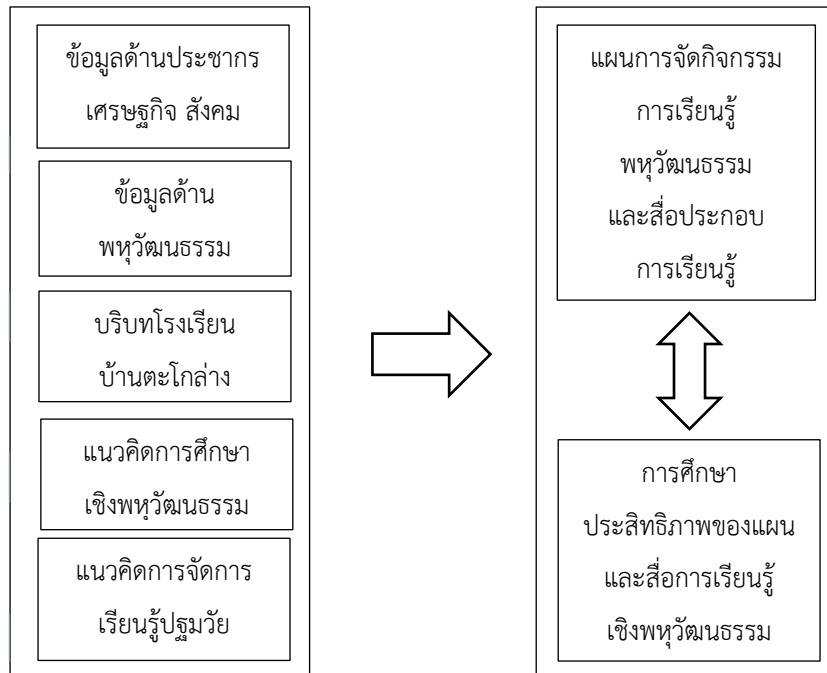 ข้อมูลด้านประชากร
เศรษฐกิจ สังคม
ข้อมูลด้าน
พหุวัฒนธรรม
บริบทโรงเรียน
บ้านตะโกล่าง
แนวคิดการศึกษา
เชิงพหุวัฒนธรรม
แนวคิดการจัดการ
เรียนรู้ปฐมวัย
แผนการจัดกิจกรรม
การเรียนรู้
พหุวัฒนธรรม
และสื่อประกอบ
การเรียนรู้
การศึกษา
ประสิทธิภาพของแผน
และสื่อการเรียนรู้
เชิงพหุวัฒนธรรม